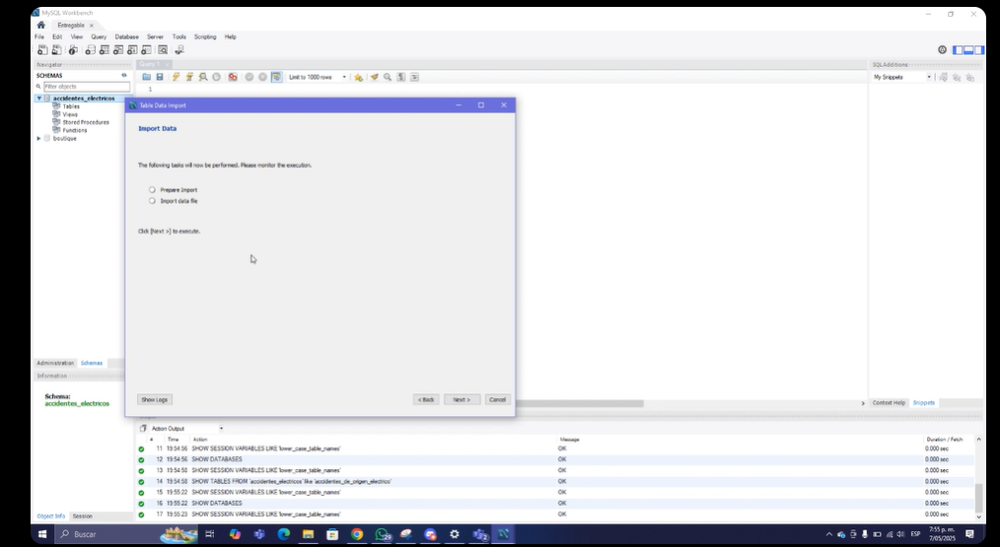 MySQL Workbench
Entregable
File Edit View Query Database Server Tools Scripting Help
Navigator
SCHEMAS
Filter objects
accidentes_electricos
Tables
Views
Stored Procedures
Functions
boutique
Query 1
Limit to 1000 rows
1
SQLAdditions
My Snippets
Table Data Import
Import Data
The following tasks will now be performed. Please monitor the execution.
Prepare Import
Import data file
Click [Next >] to execute.
Show Logs
< Back Next > Cancel
Administration Schemas
Information
Schema:
accidentes_electricos
Context Help Snippets
Action Output
# Time Action Message Duration / Fetch
11 19:54:56 SHOW SESSION VARIABLES LIKE 'lower_case_table_names' OK 0.000 sec
12 19:54:56 SHOW DATABASES OK 0.000 sec
13 19:54:58 SHOW SESSION VARIABLES LIKE 'lower_case_table_names' OK 0.000 sec
14 19:54:58 SHOW TABLES FROM 'accidentes_electricos' like 'accidentes_de_origen_electrico' OK 0.000 sec
15 19:55:22 SHOW SESSION VARIABLES LIKE 'lower_case_table_names' OK 0.000 sec
16 19:55:22 SHOW DATABASES OK 0.000 sec
17 19:55:23 SHOW SESSION VARIABLES LIKE 'lower_case_table_names' OK 0.000 sec
Object Info Session
Buscar
ESP
7:55 p. m.
7/05/2025